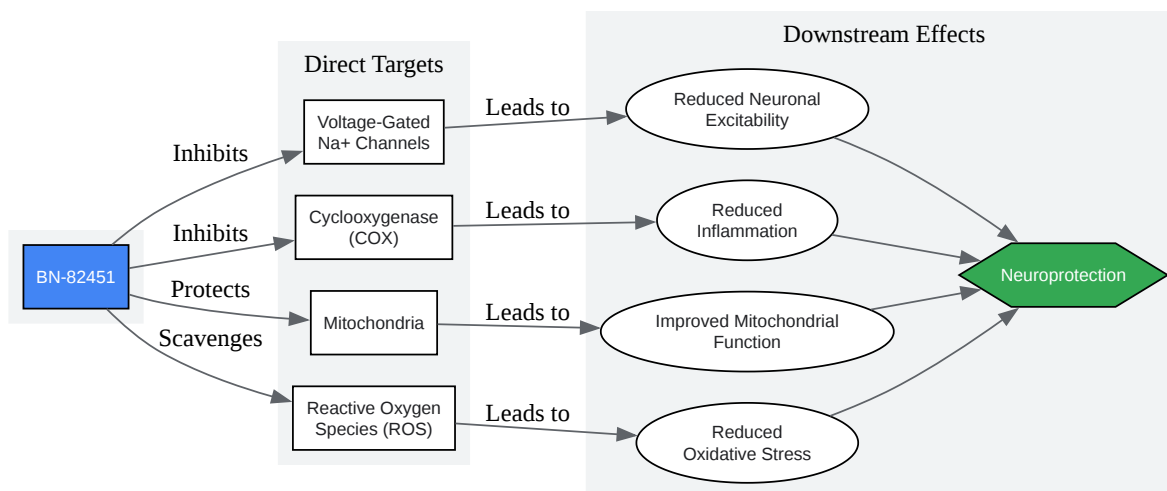 Downstream Effects
Direct Targets
Reduced Neuronal
Excitability
Leads to
Voltage-Gated
Na+ Channels
Inhibits
Cyclooxygenase
(COX)
Leads to
Reduced
Inflammation
Inhibits
BN-82451
Neuroprotection
Protects
Mitochondria
Leads to
Improved Mitochondrial
Function
Scavenges
Reactive Oxygen
Species (ROS)
Leads to
Reduced
Oxidative Stress